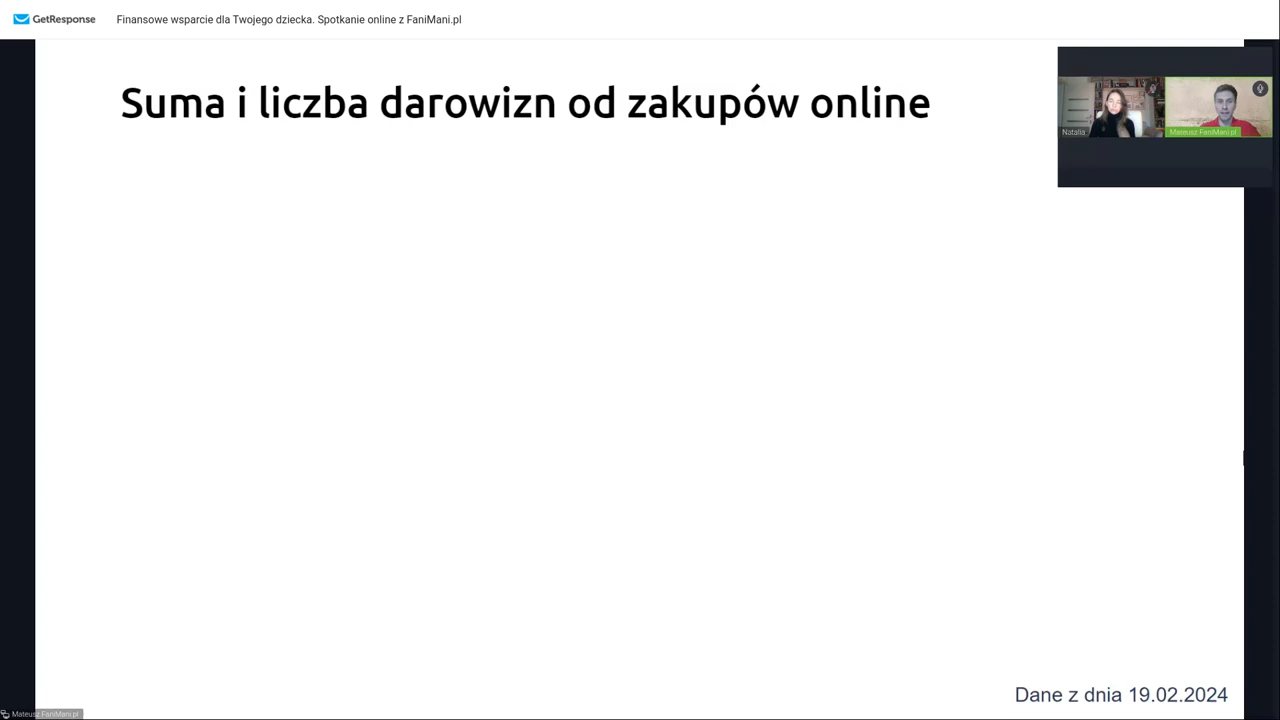 GetResponse
Finansowe wsparcie dla Twojego dziecka. Spotkanie online z FaniMani.pl
Suma i liczba darowizn od zakupów online
Natalia
Mateusz FaniMani.pl
Dane z dnia 19.02.2024
Mateusz FaniMani.pl